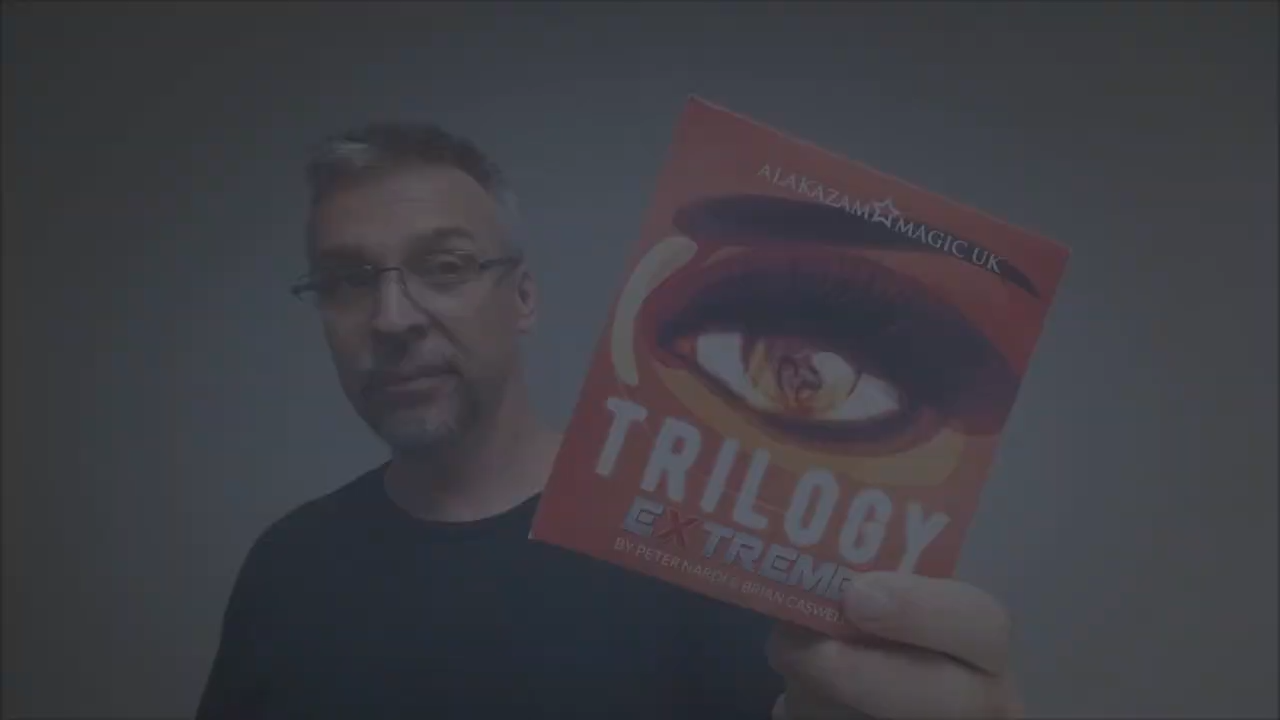 ALAKAZAM MAGIC UK
TRILOGY
EXTREME
BY PETER NARDI & BRIAN CASWELL